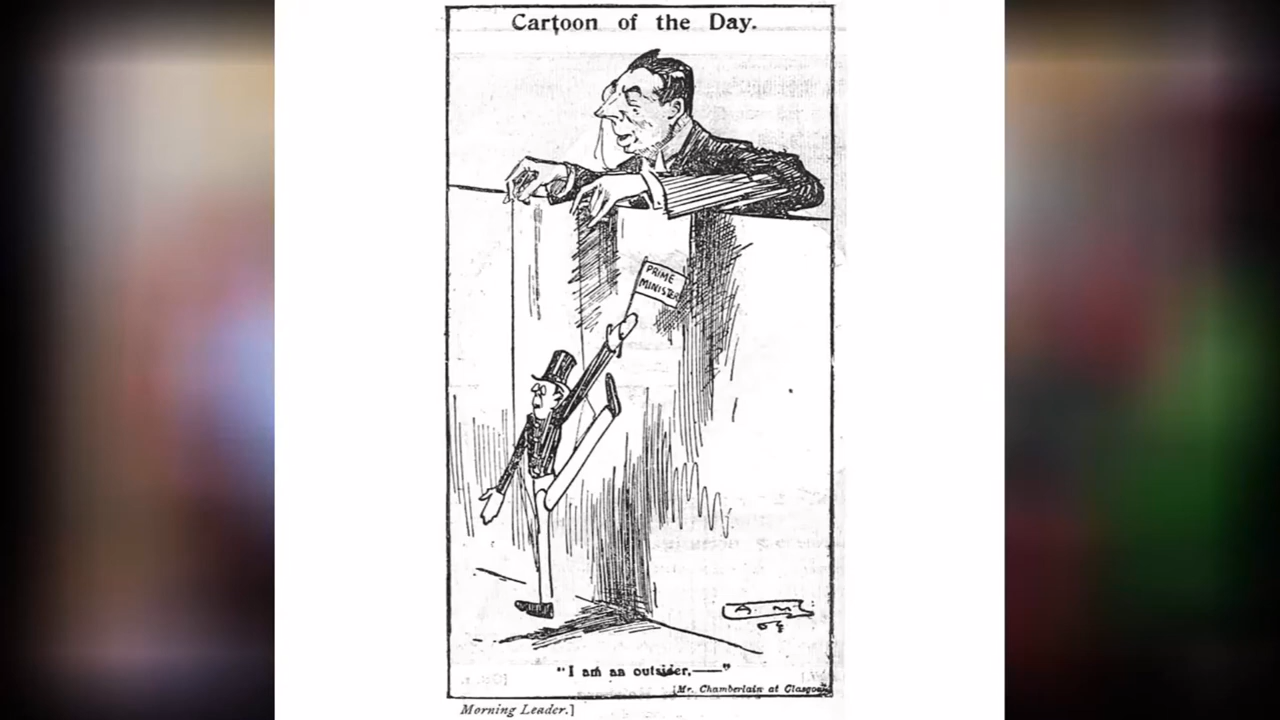 Cartoon of the Day.
PRIME
MINISTER
"I am an outsider,——"
[Mr. Chamberlain at Glasgow
Morning Leader.]